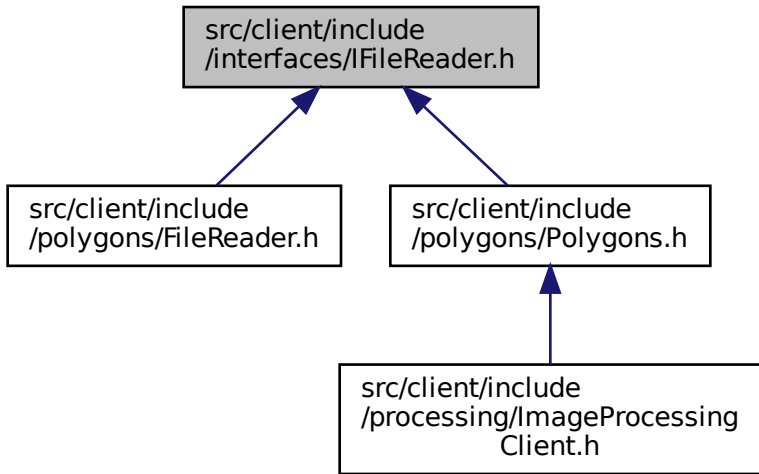 src/client/include
/interfaces/IFileReader.h
src/client/include
/polygons/FileReader.h
src/client/include
/polygons/Polygons.h
src/client/include
/processing/ImageProcessing
Client.h